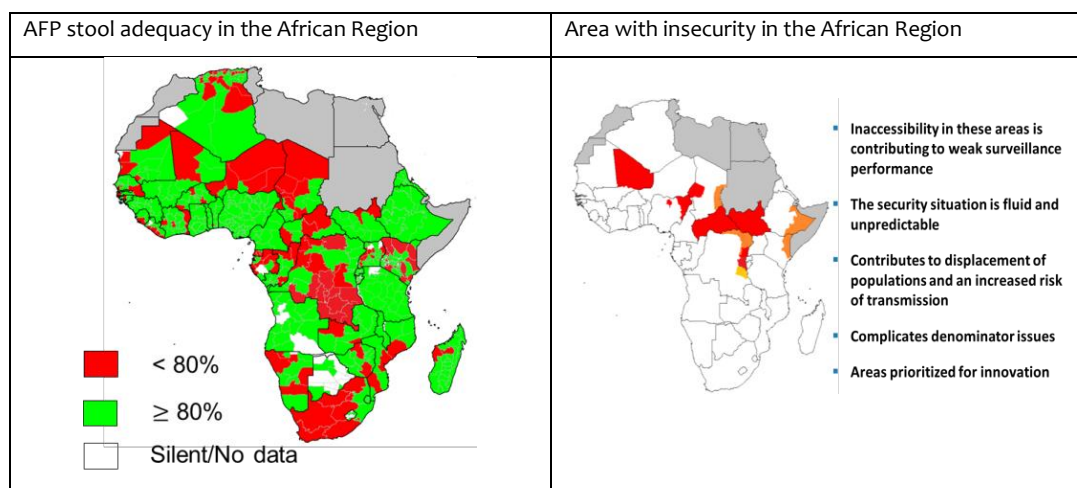 AFP stool adequacy in the African Region
Area with insecurity in the African Region
< 80%
≥ 80%
Silent/No data
Inaccessibility in these areas is
contributing to weak surveillance
performance
The security situation is fluid and
unpredictable
Contributes to displacement of
populations and an increased risk
of transmission
Complicates denominator issues
Areas prioritized for innovation